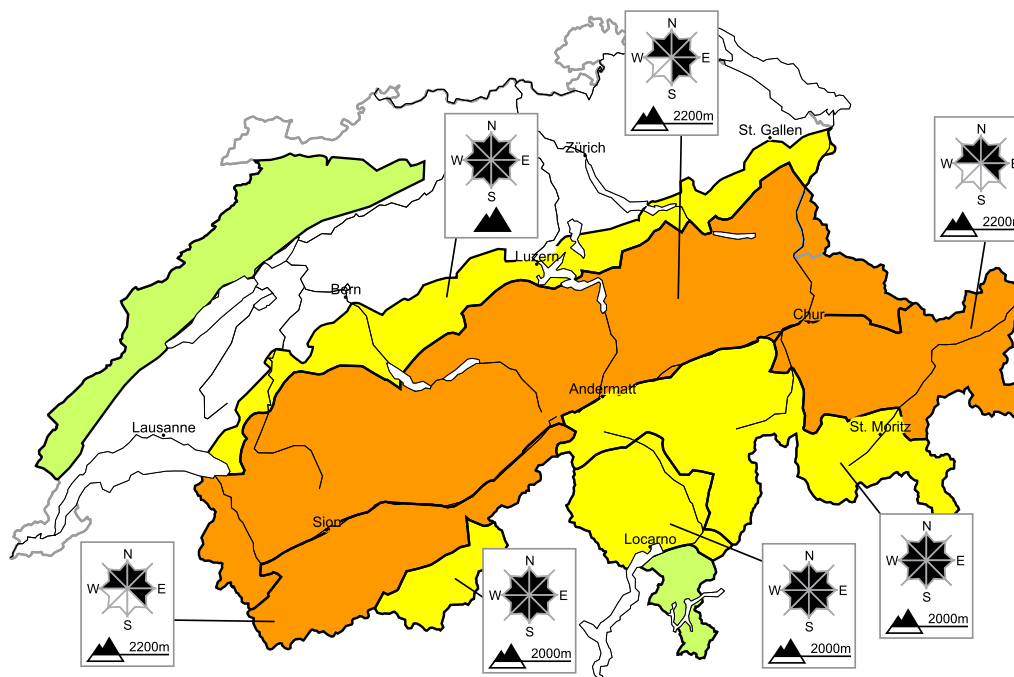 N
W E
S
2200m
St. Gallen
N
W E
S
Zürich
N
W E
S
2200m
Luzern
Bern
Chur
Andermatt
Lausanne
St. Moritz
Sion
Locarno
N
W E
S
2200m
N
W E
S
2000m
N
W E
S
2000m
N
W E
S
2000m